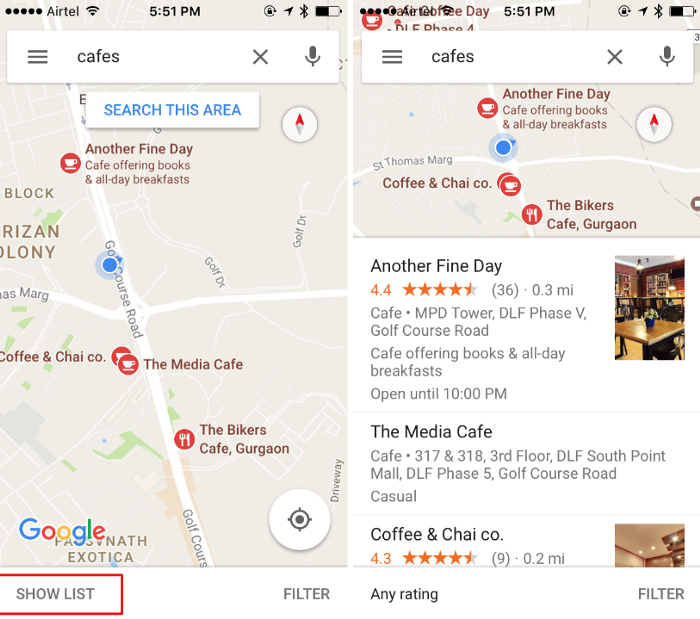 Airtel 5:51 PM
cafes
SEARCH THIS AREA
Another Fine Day
Cafe offering books
& all-day breakfasts
BLOCK
RIZAN
OLONY
Golf Course Road
Golf Dr
Golf Dr
as Marg
Coffee & Chai co.
The Media Cafe
The Bikers
Cafe, Gurgaon
Driveway
Golf Cours
Google
PARSVNATH
EXOTICA
SHOW LIST
FILTER
Airtel 5:51 PM
Cafe Coffee Day
- DLF Phase 4
cafes
Another Fine Day
Cafe offering books
& all-day breakfasts
St Thomas Marg
Coffee & Chai co.
The Bikers
Cafe, Gurgaon
Another Fine Day
4.4 (36) · 0.3 mi
Cafe • MPD Tower, DLF Phase V,
Golf Course Road
Cafe offering books & all-day
breakfasts
Open until 10:00 PM
The Media Cafe
Cafe • 317 & 318, 3rd Floor, DLF South Point
Mall, DLF Phase 5, Golf Course Road
Casual
Coffee & Chai co.
4.3 (9) · 0.2 mi
Any rating
FILTER